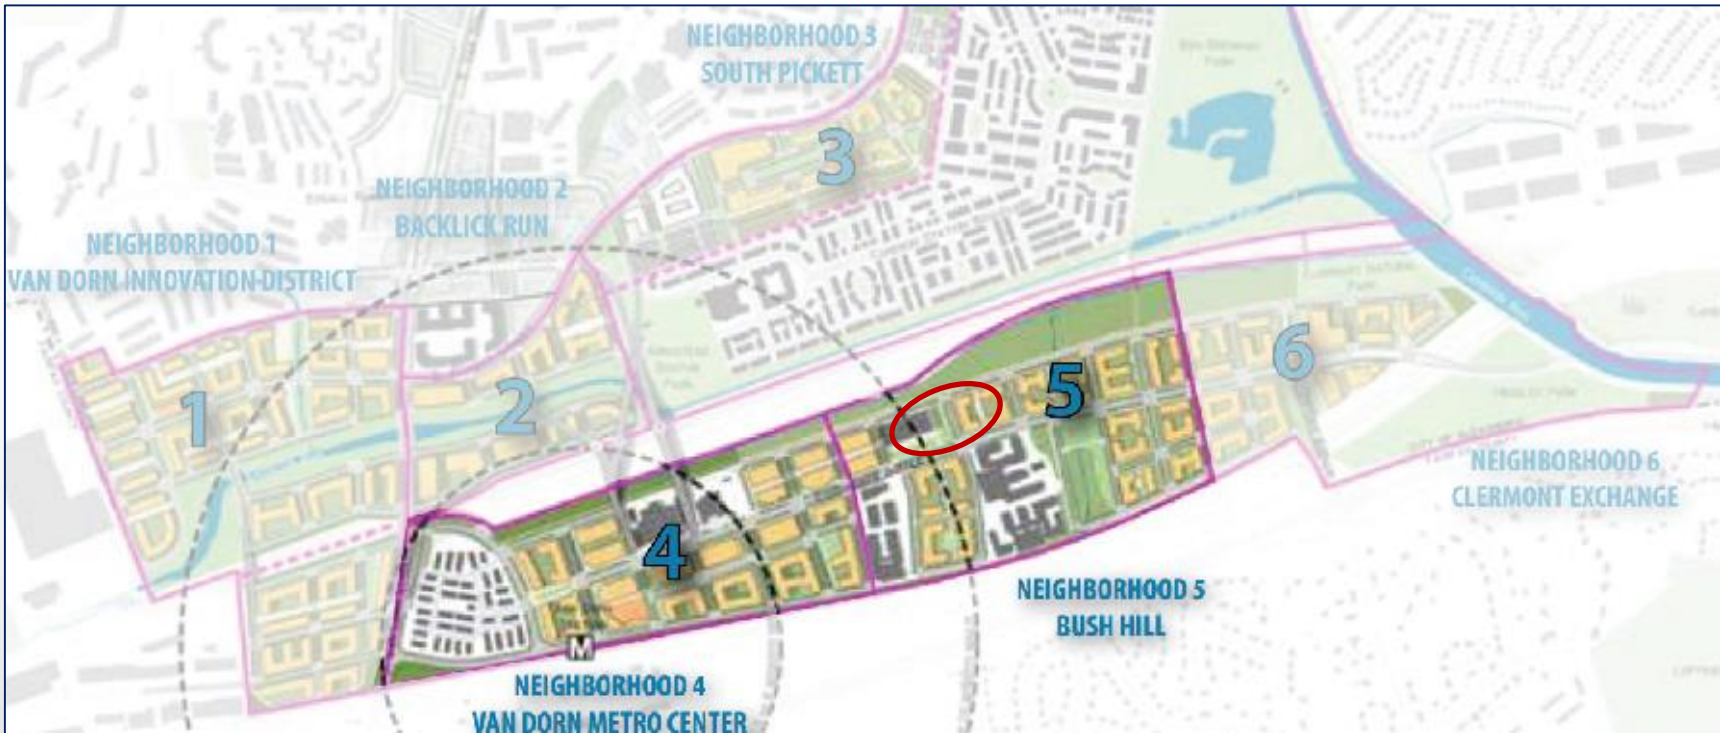 NEIGHBORHOOD 3
SOUTH PICKETT
3
NEIGHBORHOOD 2
BACKLICK RUN
NEIGHBORHOOD 1
VAN DORN INNOVATION DISTRICT
1
2
5
6
4
NEIGHBORHOOD 6
CLERMONT EXCHANGE
NEIGHBORHOOD 5
BUSH HILL
M
NEIGHBORHOOD 4
VAN DORN METRO CENTER